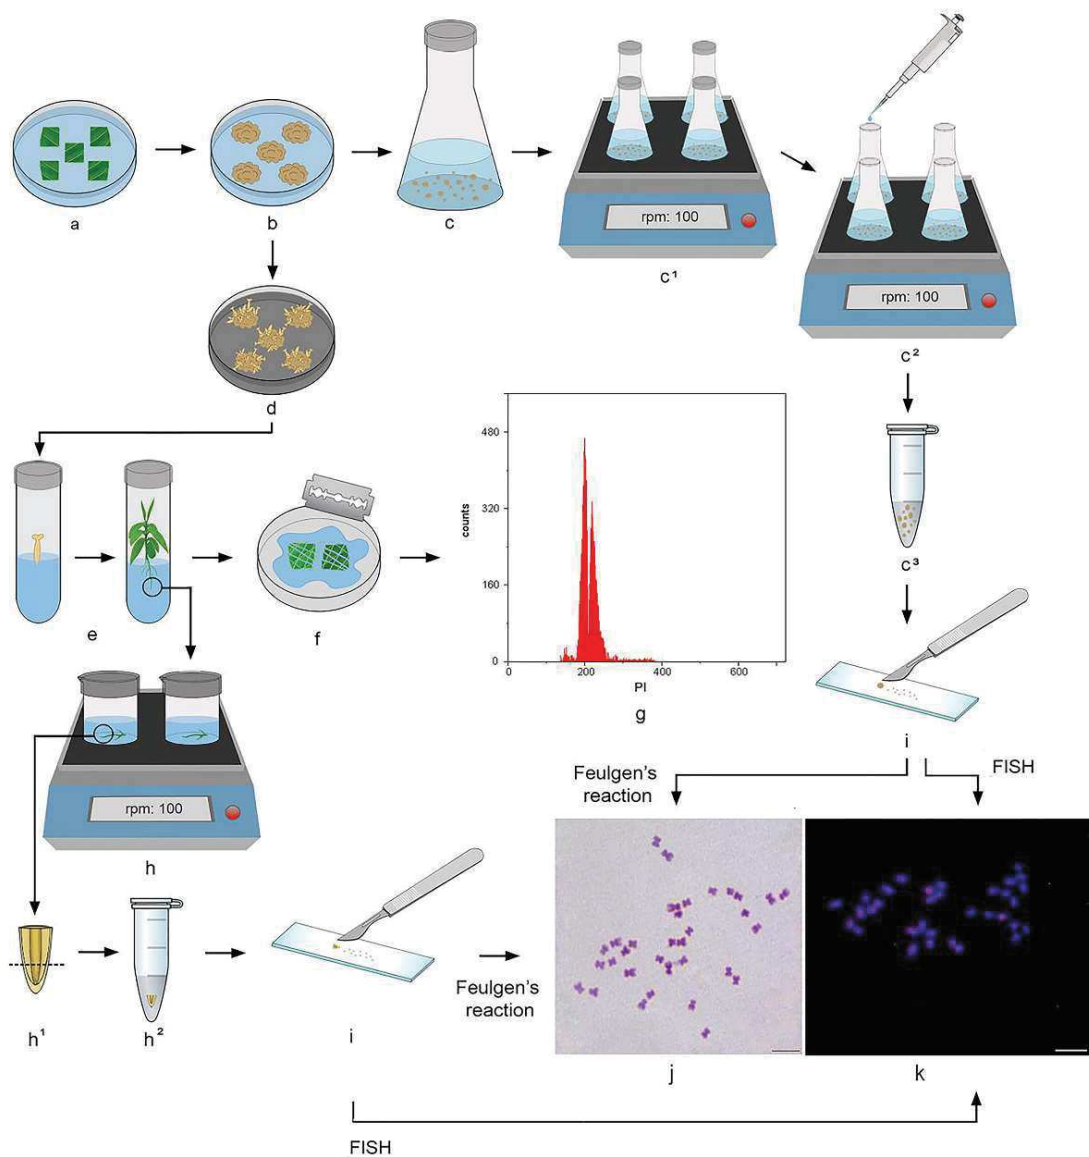 a
b
c
rpm: 100
c¹
rpm: 100
c²
d
c³
e
f
480
320
160
0
counts
0
200
400
600
PI
g
i
Feulgen's
reaction
FISH
rpm: 100
h
h¹
h²
i
Feulgen's
reaction
j
k
FISH